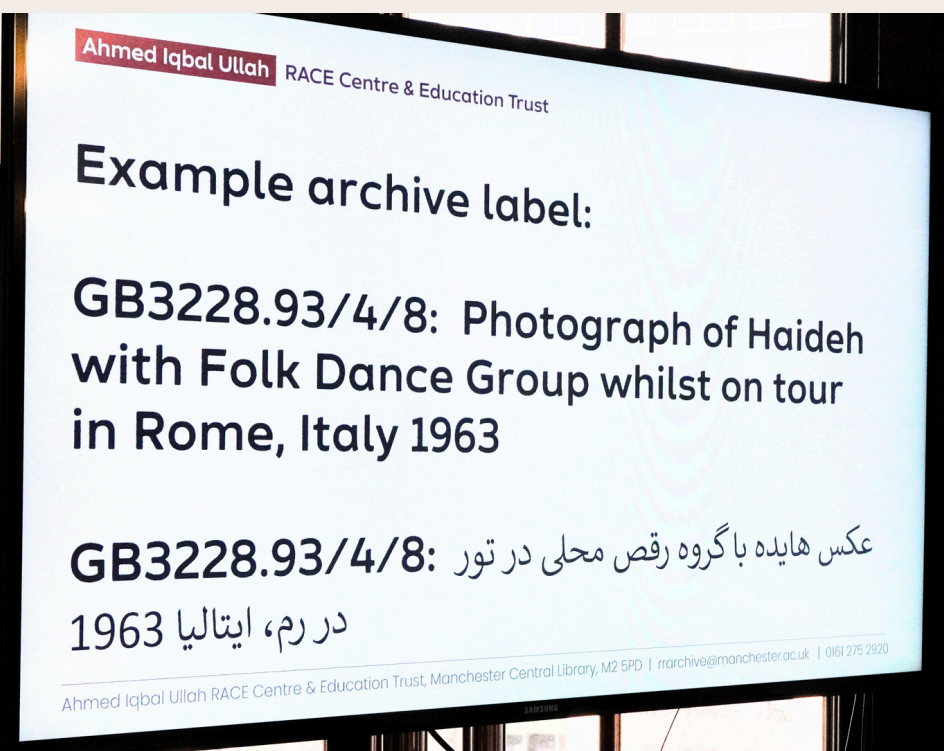 Ahmed Iqbal Ullah RACE Centre & Education Trust
Example archive label:
GB3228.93/4/8: Photograph of Haideh
with Folk Dance Group whilst on tour
in Rome, Italy 1963
GB3228.93/4/8: عکس هایده با گروه رقص محلی در تور
در رم، ایتالیا 1963
Ahmed Iqbal Ullah RACE Centre & Education Trust, Manchester Central Library, M2 5PD | rrarchive@manchester.ac.uk | 0161 275 2920
SAMSUNG